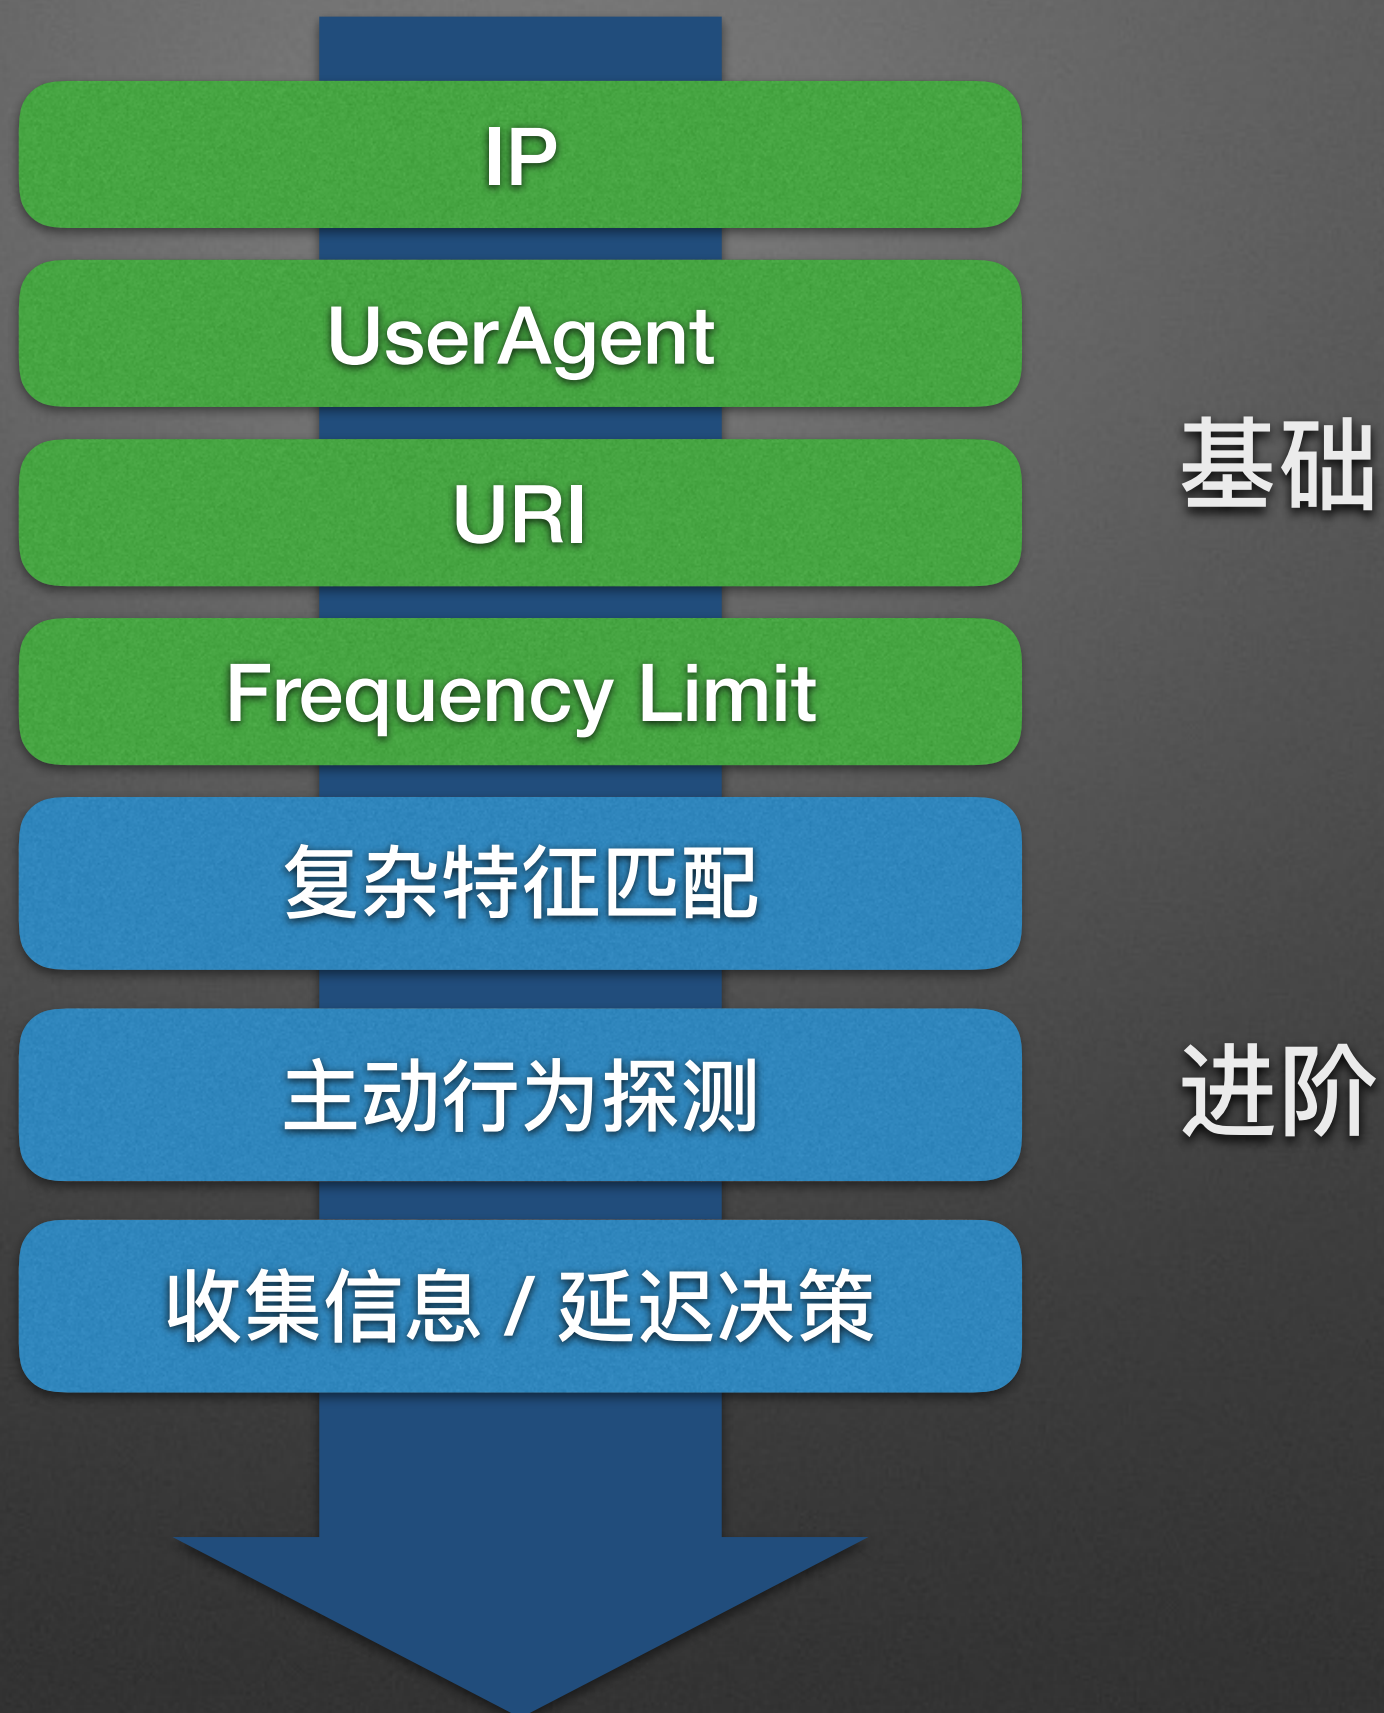 IP
UserAgent
URI
Frequency Limit
基础
复杂特征匹配
主动行为探测
进阶
收集信息 / 延迟决策